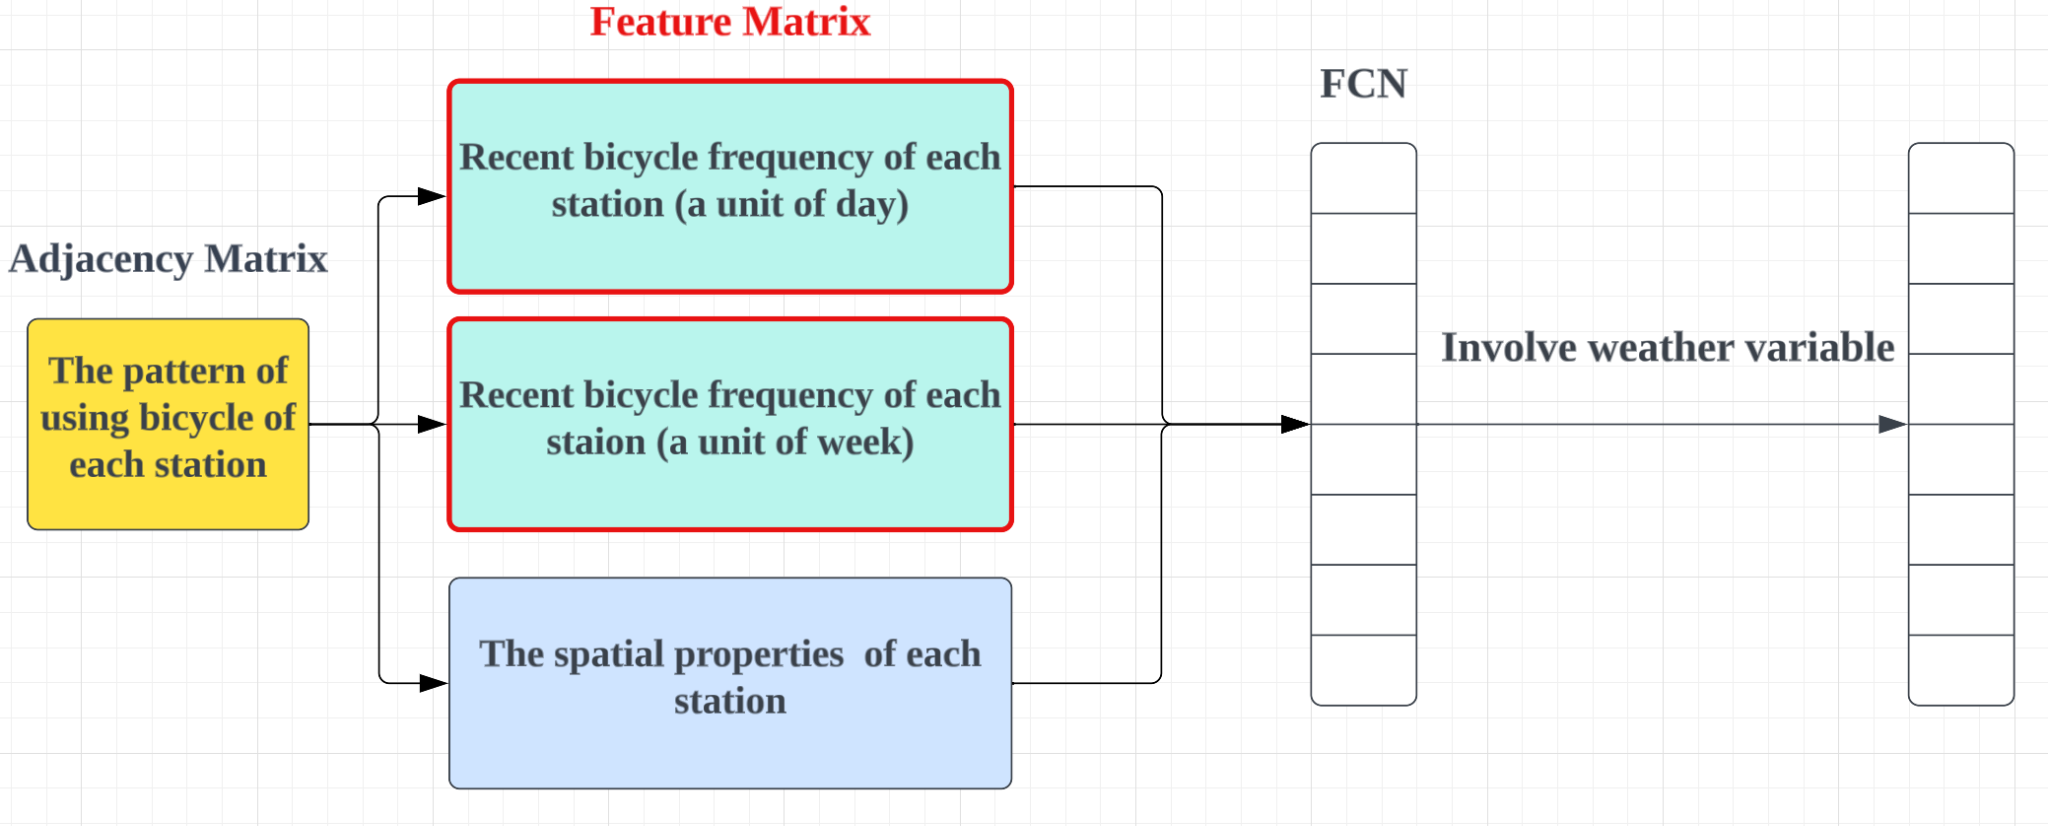 Feature Matrix
FCN
Recent bicycle frequency of each
station (a unit of day)
Adjacency Matrix
The pattern of
using bicycle of
each station
Recent bicycle frequency of each
staion (a unit of week)
Involve weather variable
The spatial properties  of each
station